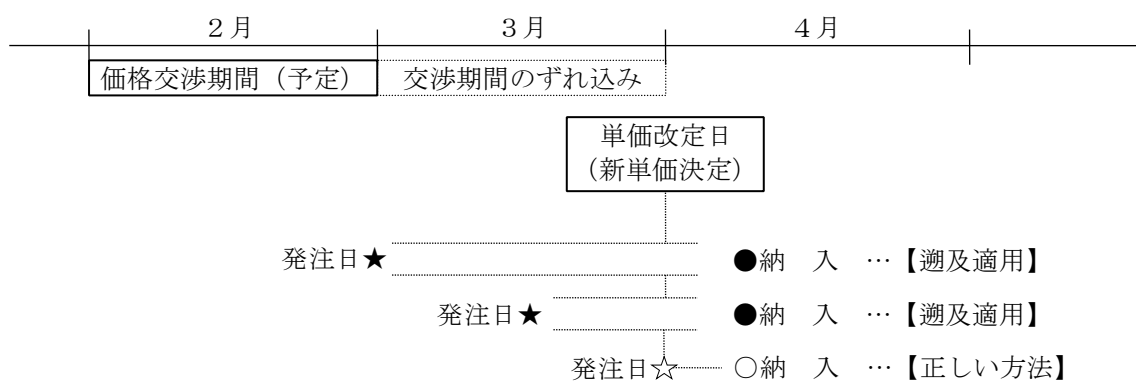 ２月 ３月 ４月
価格交渉期間（予定） 交渉期間のずれ込み
単価改定日
（新単価決定）
発注日★ ●納　入　…【遡及適用】
発注日★ ●納　入　…【遡及適用】
発注日☆ ○納　入　…【正しい方法】